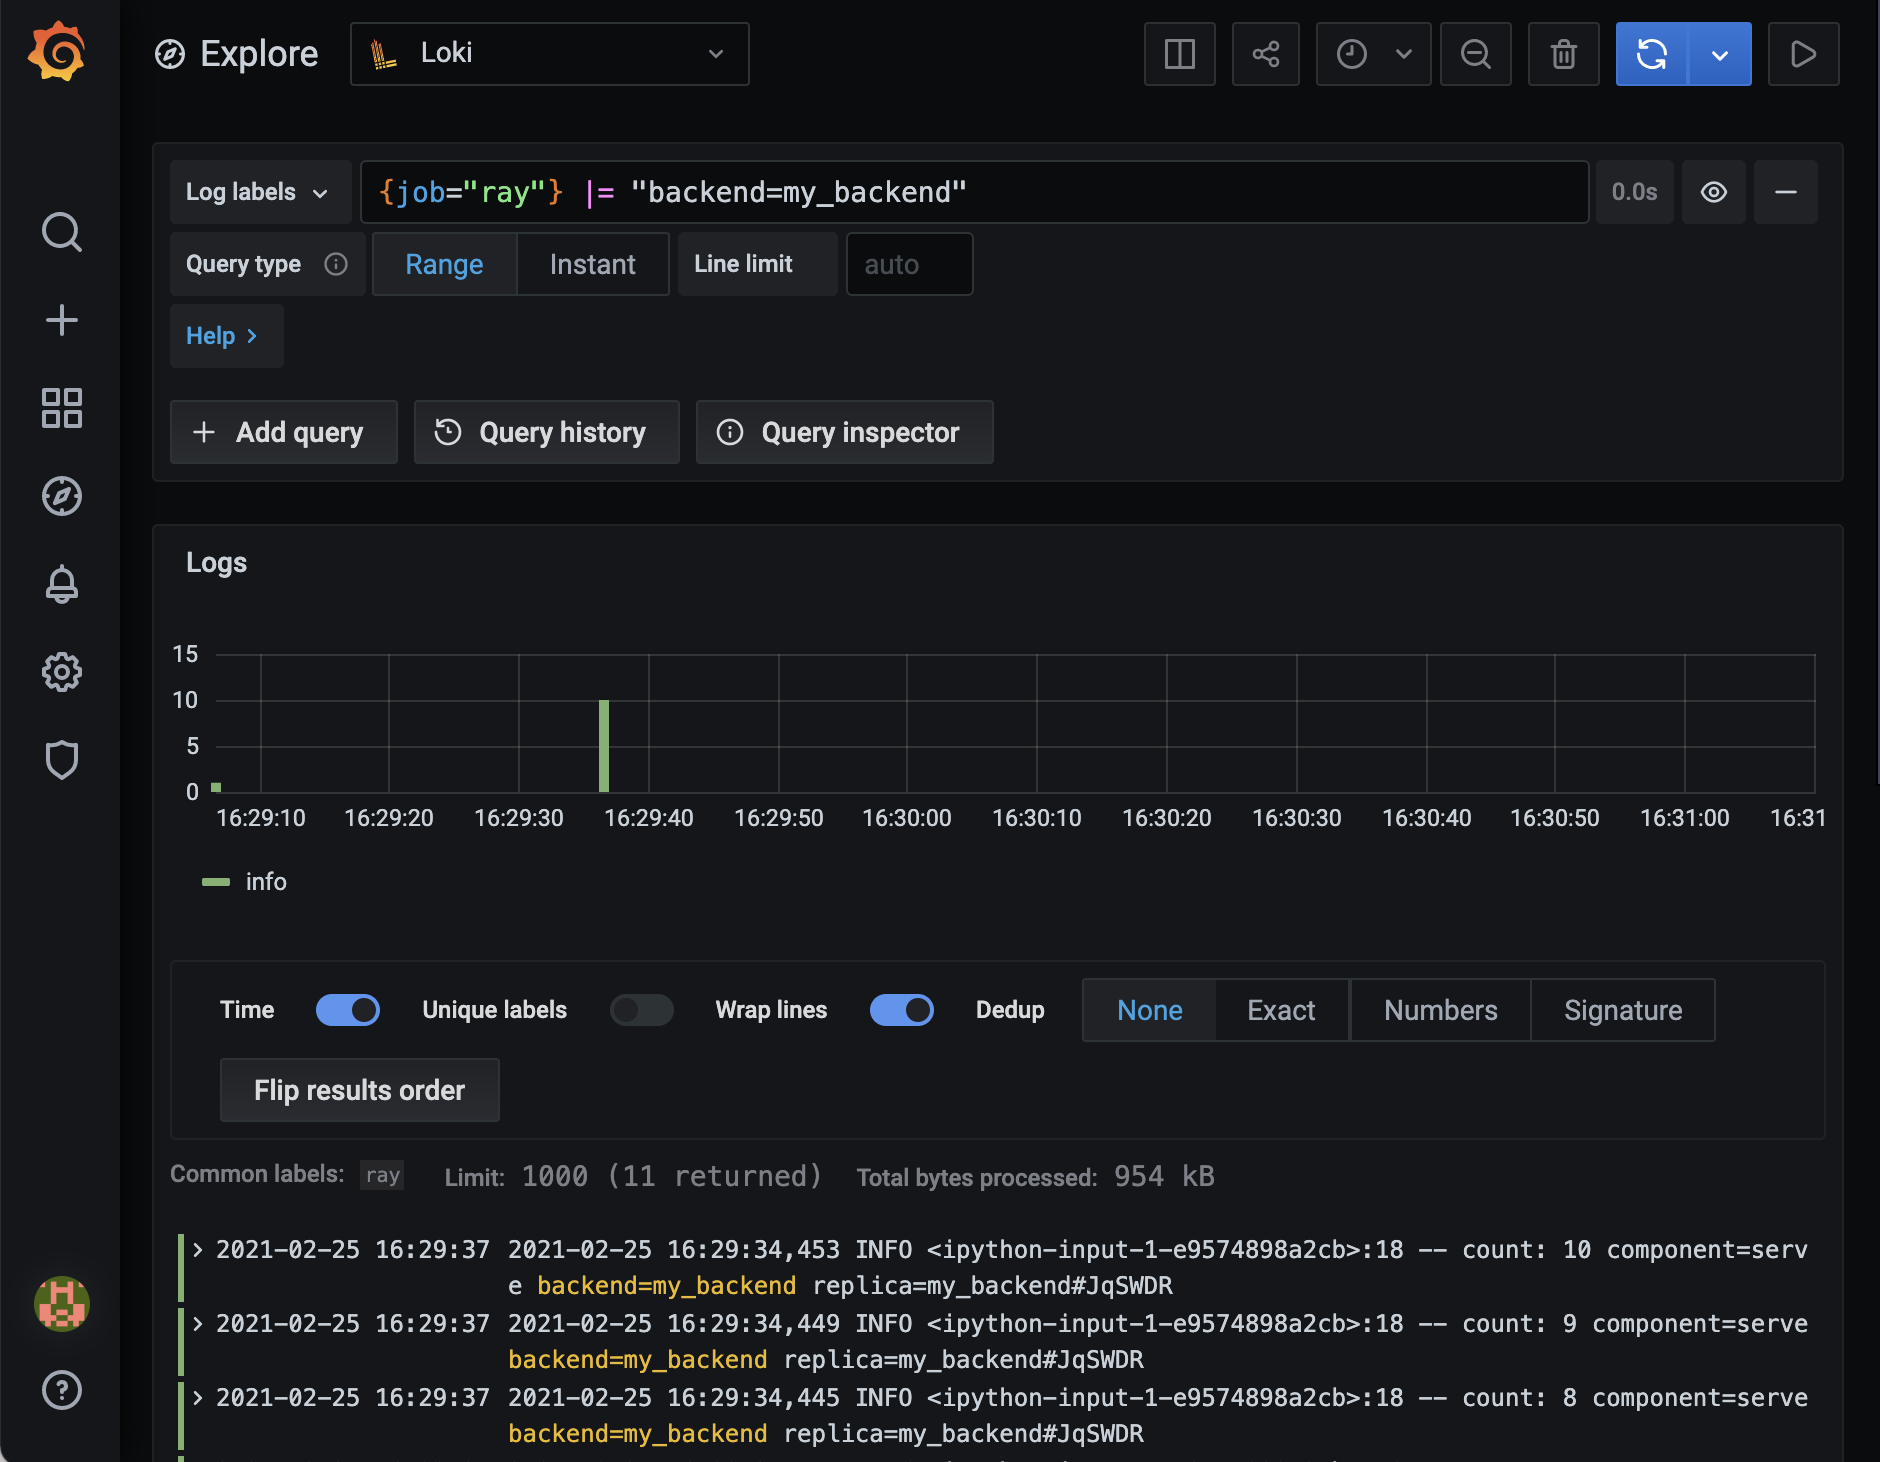 Explore
Loki
Log labels
{job="ray"} |= "backend=my_backend"
0.0s
Query type
Range
Instant
Line limit
auto
Help
Add query
Query history
Query inspector
Logs
15
10
5
0
16:29:10 16:29:20 16:29:30 16:29:40 16:29:50 16:30:00 16:30:10 16:30:20 16:30:30 16:30:40 16:30:50 16:31:00 16:31
info
Time
Unique labels
Wrap lines
Dedup
None
Exact
Numbers
Signature
Flip results order
Common labels: ray Limit: 1000 (11 returned) Total bytes processed: 954 kB
> 2021-02-25 16:29:37 2021-02-25 16:29:34,453 INFO <ipython-input-1-e9574898a2cb>:18 -- count: 10 component=serv
e backend=my_backend replica=my_backend#JqSWDR
> 2021-02-25 16:29:37 2021-02-25 16:29:34,449 INFO <ipython-input-1-e9574898a2cb>:18 -- count: 9 component=serve
backend=my_backend replica=my_backend#JqSWDR
> 2021-02-25 16:29:37 2021-02-25 16:29:34,445 INFO <ipython-input-1-e9574898a2cb>:18 -- count: 8 component=serve
backend=my_backend replica=my_backend#JqSWDR